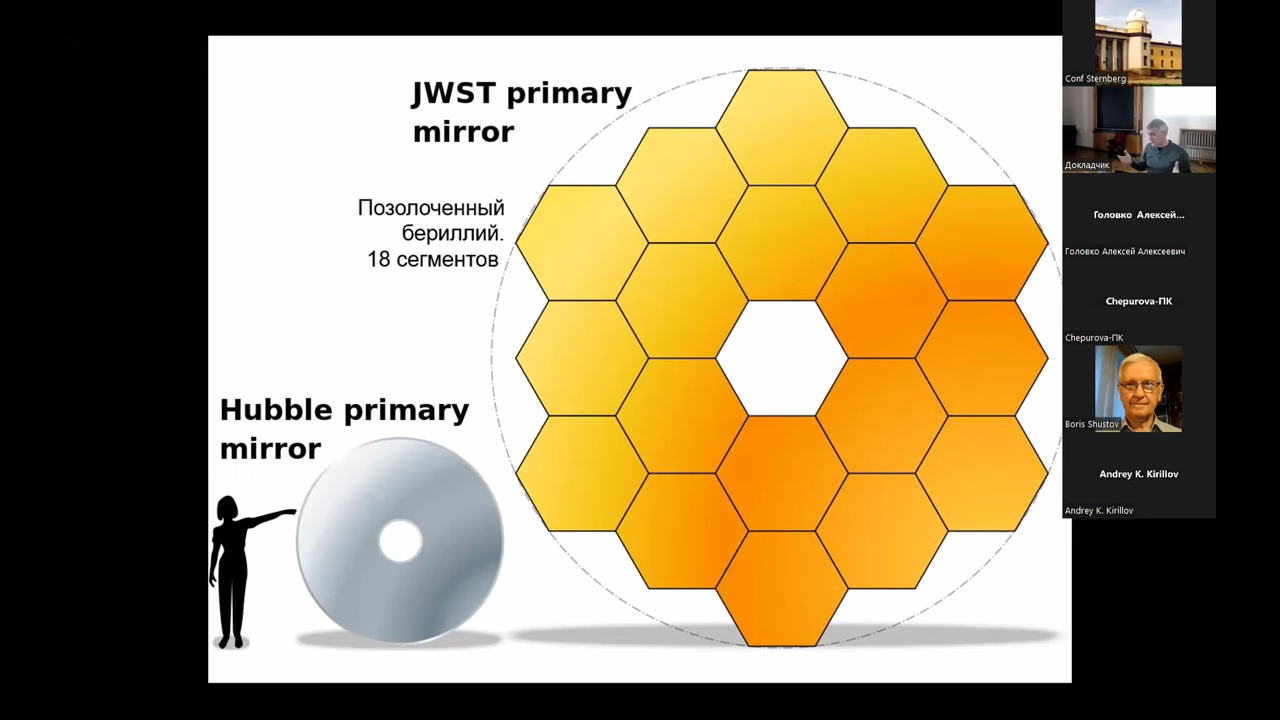 JWST primary
mirror
Позолоченный
бериллий.
18 сегментов
Hubble primary
mirror
Conf Sternberg
Докладчик
Головко Алексей...
Головко Алексей Алексеевич
Chepurova-ПК
Chepurova-ПК
Boris Shustov
Andrey K. Kirillov
Andrey K. Kirillov